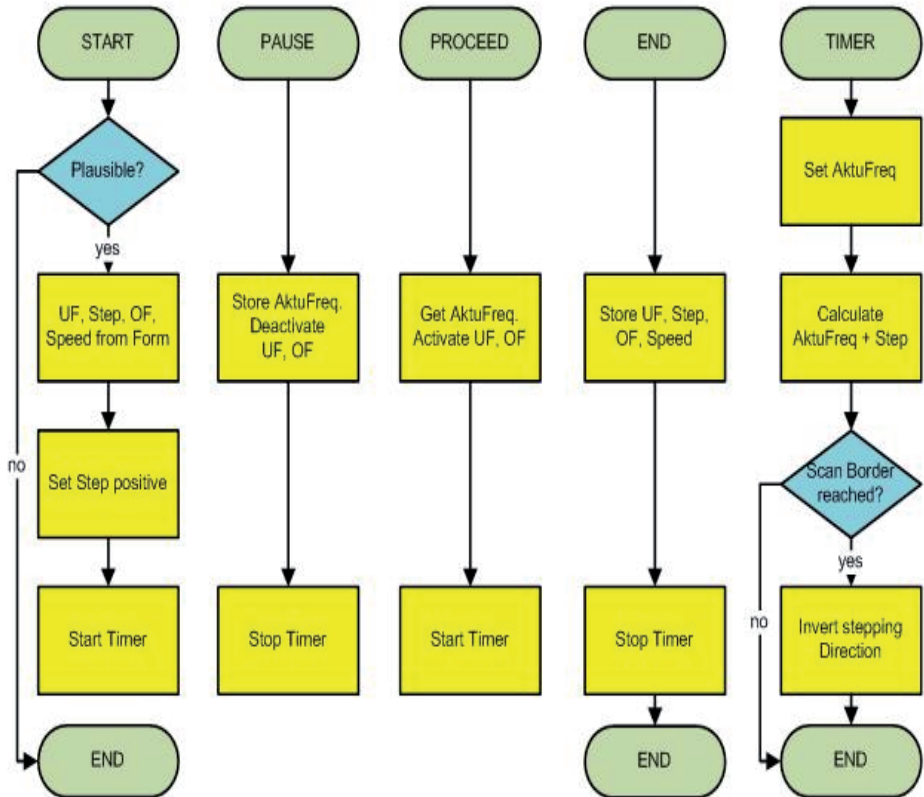 START
Plausible?
yes
no
UF, Step, OF,
Speed from Form
Set Step positive
Start Timer
END
PAUSE
Store AktuFreq.
Deactivate
UF, OF
Stop Timer
PROCEED
Get AktuFreq.
Activate UF, OF
Start Timer
END
Store UF, Step,
OF, Speed
Stop Timer
END
TIMER
Set AktuFreq
Calculate
AktuFreq + Step
Scan Border
reached?
yes
no
Invert stepping
Direction
END